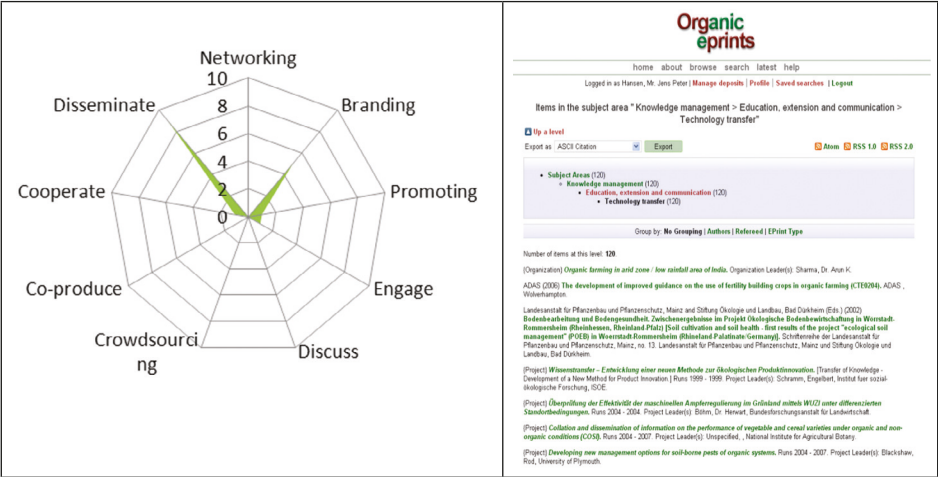 Networking
10
8
6
4
2
0
Disseminate
Branding
Cooperate
Promoting
Co-produce
Engage
Crowdsourci
ng
Discuss
Organic
eprints
home about browse search latest help
Logged in as Hansen, Mr. Jens Peter | Manage deposits | Profile | Saved searches | Logout
Items in the subject area " Knowledge management > Education, extension and communication >
Technology transfer"
Up a level
Export as ASCII Citation Export Atom RSS 1.0 RSS 2.0
Subject Areas (120)
Knowledge management (120)
Education, extension and communication (120)
Technology transfer (120)
Group by: No Grouping | Authors | Refereed | EPrint Type
Number of items at this level: 120.
{Organization} Organic farming in arid zone / low rainfall area of India. Organization Leader(s): Sharma, Dr. Arun K.
ADAS (2006) The development of improved guidance on the use of fertility building crops in organic farming (CTE0204). ADAS ,
Wolverhampton.
Landesanstalt für Pflanzenbau und Pflanzenschutz, Mainz and Stiftung Ökologie und Landbau, Bad Dürkheim (Eds.) (2002)
Bodenbearbeitung und Bodengesundheit. Zwischenergebnisse im Projekt Ökologische Bodenbewirtschaftung in Wörrstadt-
Rommersheim (Rheinhessen, Rheinland-Pfalz) [Soil cultivation and soil health - first results of the project "ecological soil
management" (POEB) in Woerrstadt-Rommersheim (Rhineland-Palatinate/Germany)]. Schriftenreihe der Landesanstalt für
Pflanzenbau und Pflanzenschutz, Mainz, no. 13. Landesanstalt für Pflanzenbau und Pflanzenschutz, Mainz und Stiftung Ökologie und
Landbau, Bad Dürkheim.
{Project} Wissenstransfer – Entwicklung einer neuen Methode zur ökologischen Produktinnovation. [Transfer of Knowledge -
Development of a New Method for Product Innovation.] Runs 1999 - 1999. Project Leader(s): Schramm, Engelbert, Institut fuer sozial-
ökologische Forschung, ISOE.
{Project} Überprüfung der Effektivität der maschinellen Ampferregulierung im Grünland mittels WUZI unter differenzierten
Standortbedingungen. Runs 2004 - 2004. Project Leader(s): Böhm, Dr. Herwart, Bundesforschungsanstalt für Landwirtschaft.
{Project} Collation and dissemination of information on the performance of vegetable and cereal varieties under organic and non-
organic conditions (COSI). Runs 2004 - 2007. Project Leader(s): Unspecified, , National Institute for Agricultural Botany.
{Project} Developing new management options for soil-borne pests of organic systems. Runs 2004 - 2007. Project Leader(s): Blackshaw,
Rod, University of Plymouth.